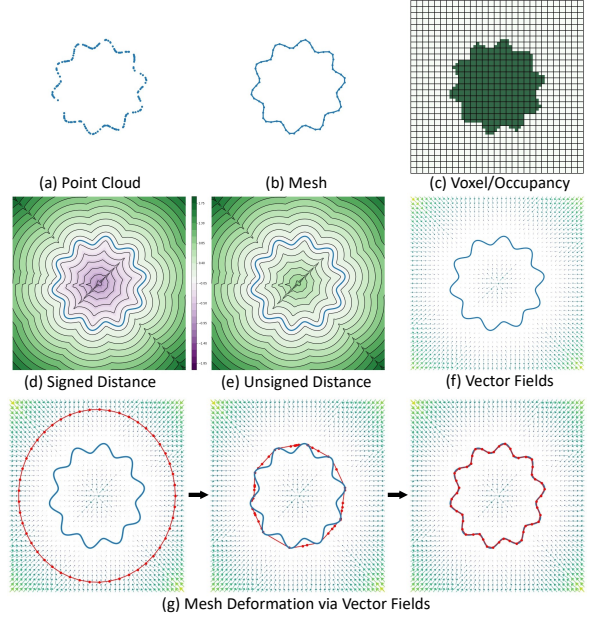 (a) Point Cloud
(b) Mesh
(c) Voxel/Occupancy
(d) Signed Distance
(e) Unsigned Distance
(f) Vector Fields
(g) Mesh Deformation via Vector Fields